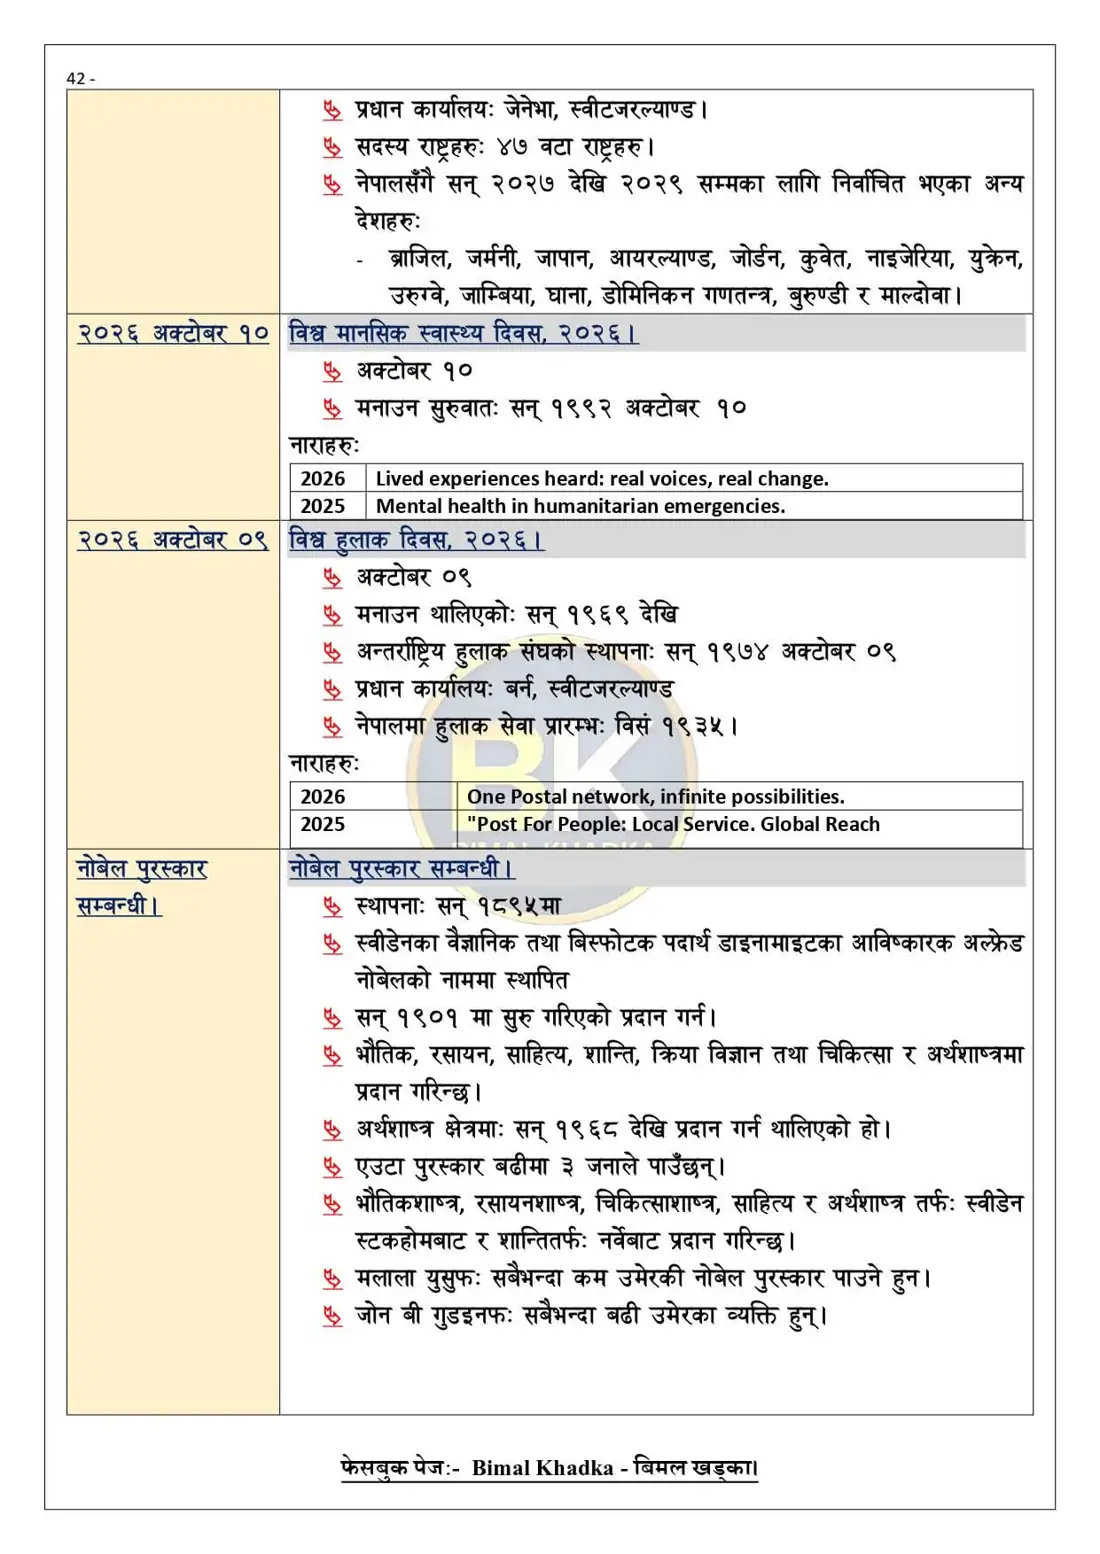 42 -
प्रधान कार्यालयः जेनेभा, स्वीटजरल्याण्ड।
सदस्य राष्ट्रहरुः ४७ वटा राष्ट्रहरु।
नेपालसँगै सन् २०२७ देखि २०२९ सम्मका लागि निर्वाचित भएका अन्य
देशहरुः
- ब्राजिल, जर्मनी, जापान, आयरल्याण्ड, जोर्डन, कुवेत, नाइजेरिया, युक्रेन,
उरुग्वे, जाम्बिया, घाना, डोमिनिकन गणतन्त्र, बुरुण्डी र माल्दोवा।
२०२६ अक्टोबर १०
विश्व मानसिक स्वास्थ्य दिवस, २०२६।
अक्टोबर १०
मनाउन सुरुवातः सन् १९९२ अक्टोबर १०
नाराहरुः
2026 Lived experiences heard: real voices, real change.
2025 Mental health in humanitarian emergencies.
२०२६ अक्टोबर ०९
विश्व हुलाक दिवस, २०२६।
अक्टोबर ०९
मनाउन थालिएकोः सन् १९६९ देखि
अन्तर्राष्ट्रिय हुलाक संघको स्थापनाः सन् १९७४ अक्टोबर ०९
प्रधान कार्यालयः बर्न, स्वीटजरल्याण्ड
नेपालमा हुलाक सेवा प्रारम्भः विसं १९३५।
नाराहरुः
2026 One Postal network, infinite possibilities.
2025 "Post For People: Local Service. Global Reach
नोबेल पुरस्कार
सम्बन्धी।
नोबेल पुरस्कार सम्बन्धी।
स्थापनाः सन् १८९५मा
स्वीडेनका वैज्ञानिक तथा बिस्फोटक पदार्थ डाइनामाइटका आविष्कारक अल्फ्रेड
नोबेलको नाममा स्थापित
सन् १९०१ मा सुरु गरिएको प्रदान गर्न।
भौतिक, रसायन, साहित्य, शान्ति, क्रिया विज्ञान तथा चिकित्सा र अर्थशाष्त्रमा
प्रदान गरिन्छ।
अर्थशाष्त्र क्षेत्रमाः सन् १९६८ देखि प्रदान गर्न थालिएको हो।
एउटा पुरस्कार बढीमा ३ जनाले पाउँछन्।
भौतिकशाष्त्र, रसायनशाष्त्र, चिकित्साशाष्त्र, साहित्य र अर्थशाष्त्र तर्फः स्वीडेन
स्टकहोमबाट र शान्तितर्फः नर्वेबाट प्रदान गरिन्छ।
मलाला युसुफः सबैभन्दा कम उमेरकी नोबेल पुरस्कार पाउने हुन।
जोन बी गुडइनफः सबैभन्दा बढी उमेरका व्यक्ति हुन्।
फेसबुक पेजः- Bimal Khadka - बिमल खड्का।
BK
BIMAL KHADKA